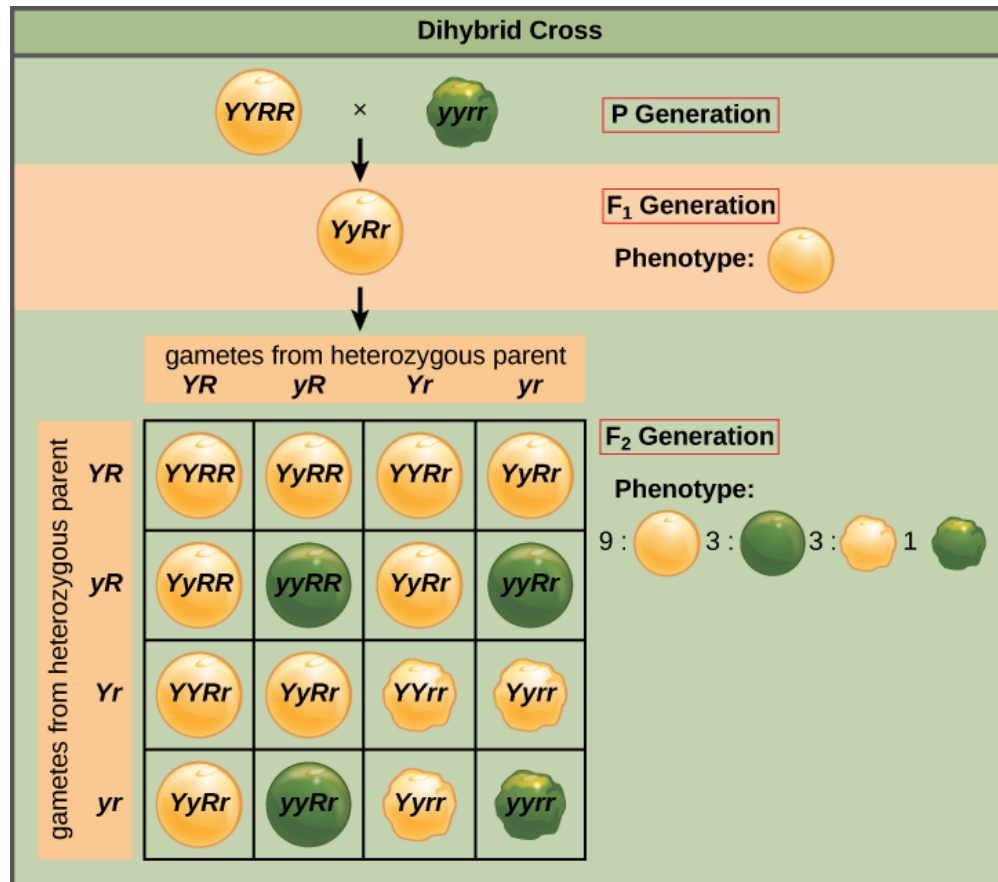 Dihybrid Cross
YYRR × yyrr
P Generation
YyRr
F₁ Generation
Phenotype:
gametes from heterozygous parent
YR yR Yr yr
gametes from heterozygous parent
YR YYRR YyRR YYRr YyRr
yR YyRR yyRR YyRr yyRr
Yr YYRr YyRr YYrr Yyrr
yr YyRr yyRr Yyrr yyrr
F₂ Generation
Phenotype:
9 : 3 : 3 : 1